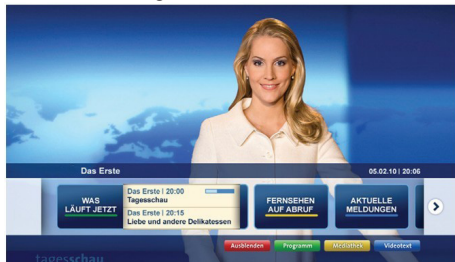 Das Erste
05.02.10 | 20:06
WAS
LÄUFT JETZT
Das Erste | 20:00
Tagesschau
Das Erste | 20:15
Liebe und andere Delikatessen
FERNSEHEN
AUF ABRUF
AKTUELLE
MELDUNGEN
Ausblenden
Programm
Mediathek
Videotext
tagesschau